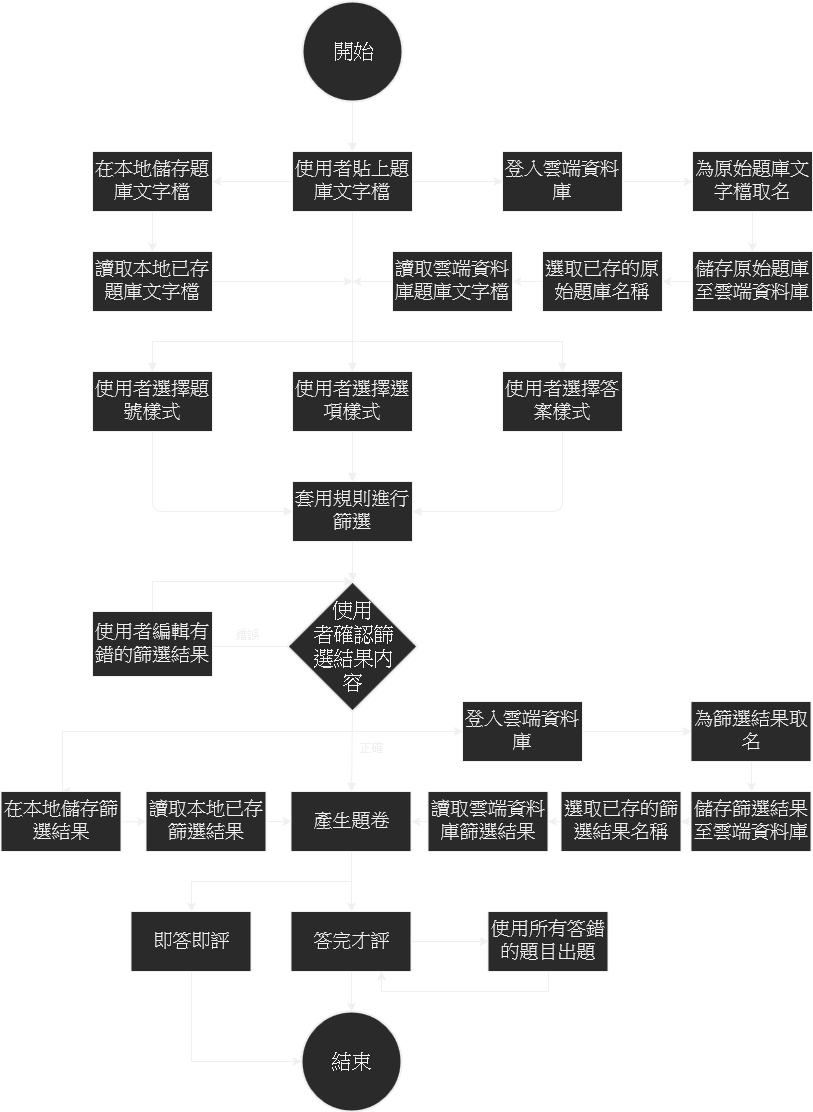 開始
在本地儲存題
庫文字檔
使用者貼上題
庫文字檔
登入雲端資料
庫
為原始題庫文
字檔取名
讀取本地已存
題庫文字檔
讀取雲端資料
庫題庫文字檔
選取已存的原
始題庫名稱
儲存原始題庫
至雲端資料庫
使用者選擇題
號樣式
使用者選擇選
項樣式
使用者選擇答
案樣式
套用規則進行
篩選
使用者編輯有
錯的篩選結果
錯誤
使用
者確認篩
選結果內
容
登入雲端資料
庫
為篩選結果取
名
正確
在本地儲存篩
選結果
讀取本地已存
篩選結果
產生題卷
讀取雲端資料
庫篩選結果
選取已存的篩
選結果名稱
儲存篩選結果
至雲端資料庫
即答即評
答完才評
使用所有答錯
的題目出題
結束